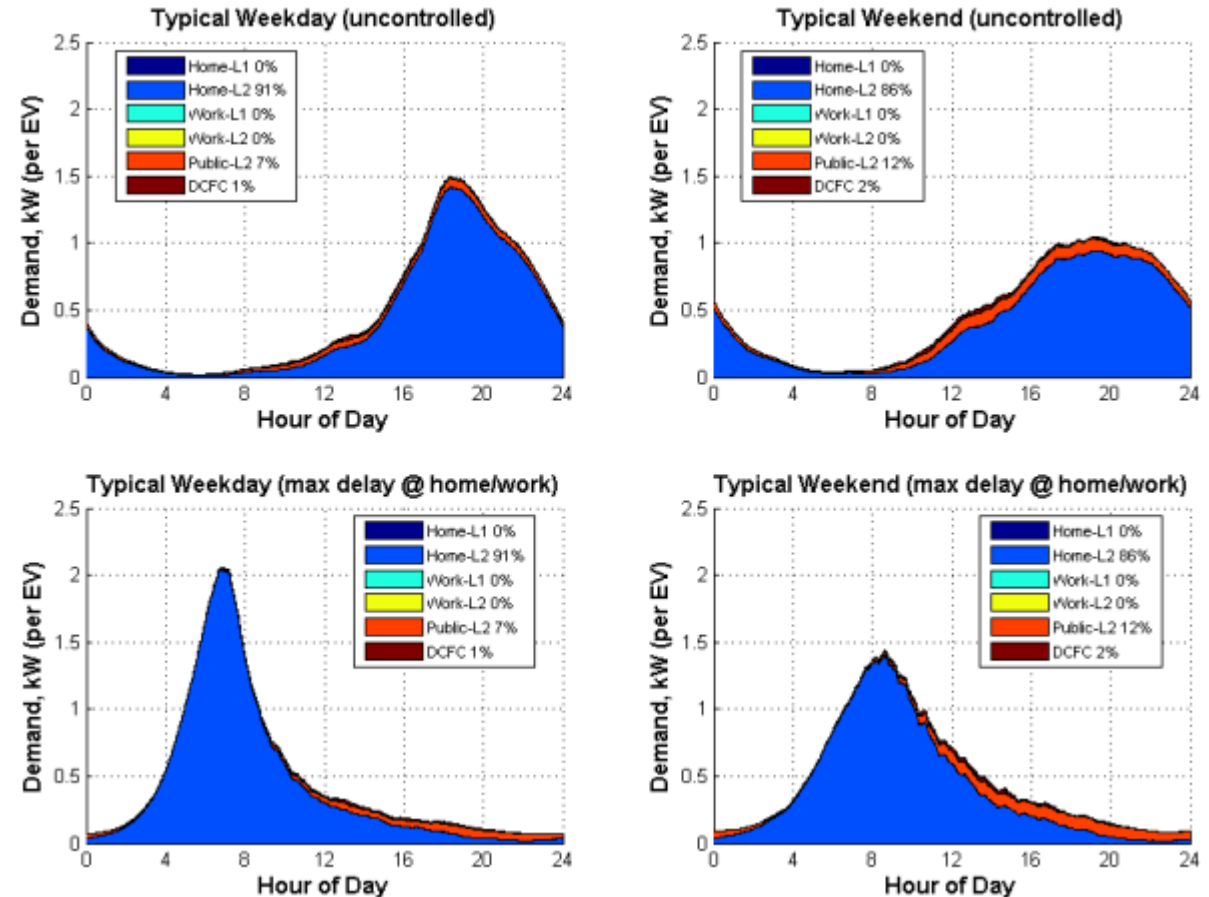 Typical Weekday (uncontrolled)
2.5
2
1.5
1
0.5
0
Demand, kW (per EV)
Home-L1 0%
Home-L2 91%
Work-L1 0%
Work-L2 0%
Public-L2 7%
DCFC 1%
0 4 8 12 16 20 24
Hour of Day
Typical Weekend (uncontrolled)
2.5
2
1.5
1
0.5
0
Demand, kW (per EV)
Home-L1 0%
Home-L2 86%
Work-L1 0%
Work-L2 0%
Public-L2 12%
DCFC 2%
0 4 8 12 16 20 24
Hour of Day
Typical Weekday (max delay @ home/work)
2.5
2
1.5
1
0.5
0
Demand, kW (per EV)
Home-L1 0%
Home-L2 91%
Work-L1 0%
Work-L2 0%
Public-L2 7%
DCFC 1%
0 4 8 12 16 20 24
Hour of Day
Typical Weekend (max delay @ home/work)
2.5
2
1.5
1
0.5
0
Demand, kW (per EV)
Home-L1 0%
Home-L2 86%
Work-L1 0%
Work-L2 0%
Public-L2 12%
DCFC 2%
0 4 8 12 16 20 24
Hour of Day